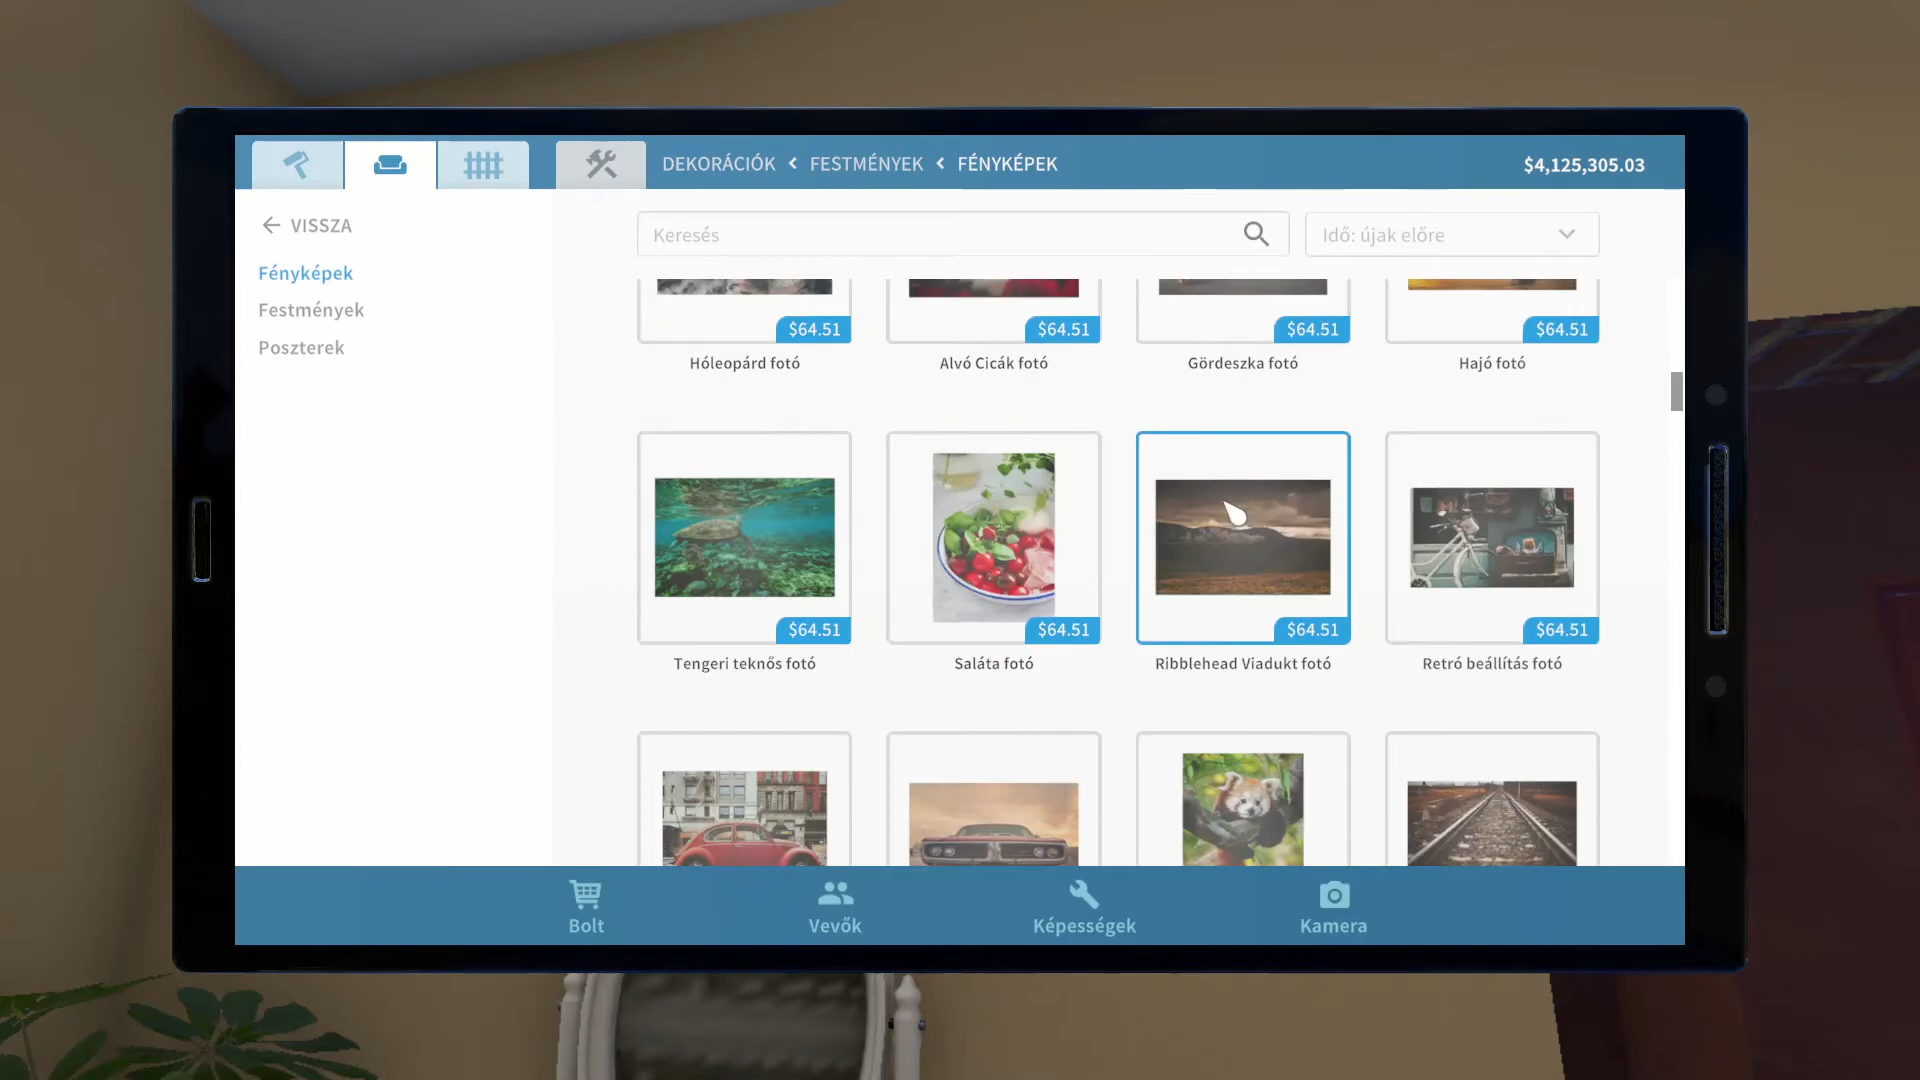 DEKORÁCIÓK < FESTMÉNYEK < FÉNYKÉPEK
$4,125,305.03
VISSZA
Fényképek
Festmények
Poszterek
Keresés
Idő: újak előre
$64.51 $64.51 $64.51 $64.51
Hóleopárd fotó Alvó Cicák fotó Gördeszka fotó Hajó fotó
$64.51 $64.51 $64.51 $64.51
Tengeri teknős fotó Saláta fotó Ribblehead Viadukt fotó Retró beállítás fotó
Bolt Vevők Képességek Kamera